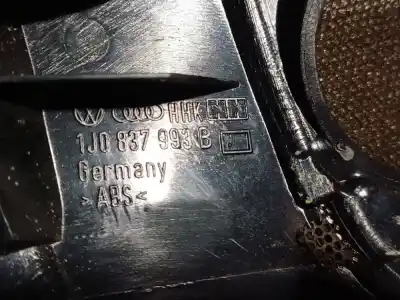 HHK
1J0 837 993 B
Germany
>ABS<